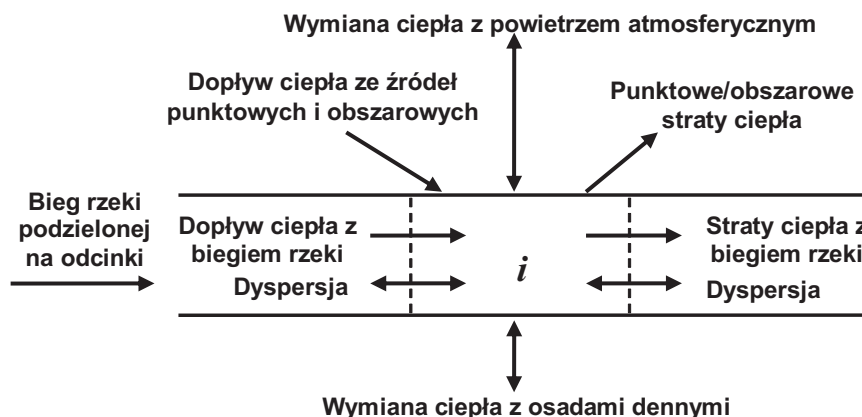 Wymiana ciepła z powietrzem atmosferycznym
Dopływ ciepła ze źródeł
punktowych i obszarowych
Punktowe/obszarowe
straty ciepła
Bieg rzeki
podzielonej
na odcinki
Dopływ ciepła z
biegiem rzeki
Dyspersja
i
Straty ciepła z
biegiem rzeki
Dyspersja
Wymiana ciepła z osadami dennymi